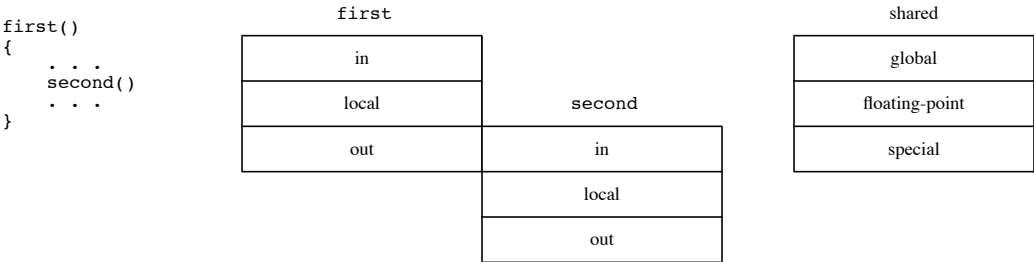 first()
{
. . .
second()
. . .
}
first
in
local
out
second
in
local
out
shared
global
floating-point
special